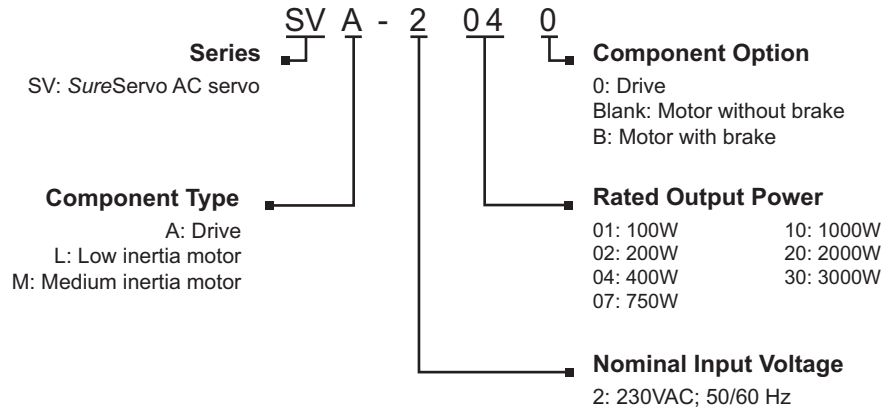 SV A - 2 04 0
Series
SV: SureServo AC servo
Component Type
A: Drive
L: Low inertia motor
M: Medium inertia motor
Component Option
0: Drive
Blank: Motor without brake
B: Motor with brake
Rated Output Power
01: 100W 10: 1000W
02: 200W 20: 2000W
04: 400W 30: 3000W
07: 750W
Nominal Input Voltage
2: 230VAC; 50/60 Hz